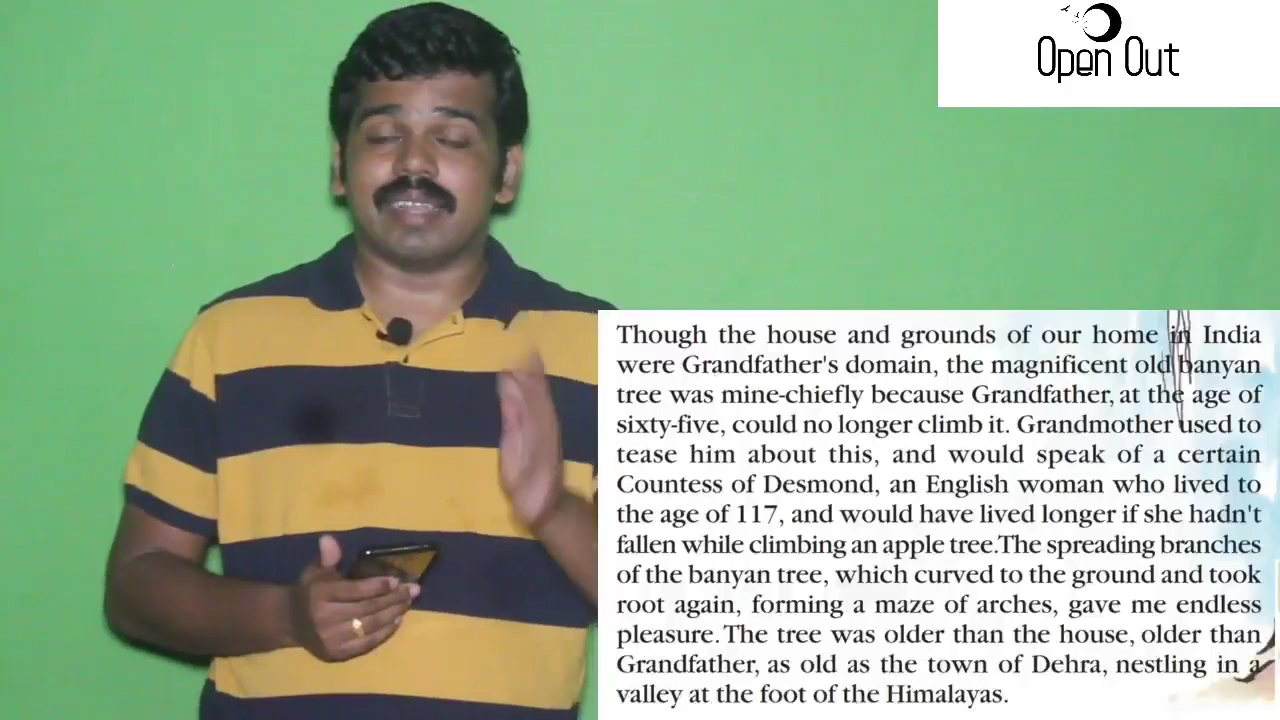 Open Out
Though the house and grounds of our home in India
were Grandfather's domain, the magnificent old banyan
tree was mine-chiefly because Grandfather, at the age of
sixty-five, could no longer climb it. Grandmother used to
tease him about this, and would speak of a certain
Countess of Desmond, an English woman who lived to
the age of 117, and would have lived longer if she hadn't
fallen while climbing an apple tree.The spreading branches
of the banyan tree, which curved to the ground and took
root again, forming a maze of arches, gave me endless
pleasure. The tree was older than the house, older than
Grandfather, as old as the town of Dehra, nestling in a
valley at the foot of the Himalayas.